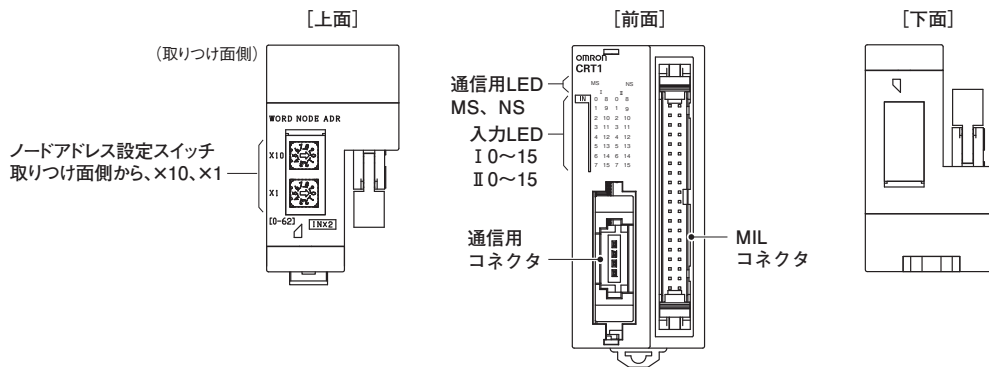 ［上面］
（取りつけ面側）
WORD NODE ADR
X10
X1
[0-62]
INx2
ノードアドレス設定スイッチ
取りつけ面側から、×10、×1
［前面］
OMRON
CRT1
MS NS
I II
IN
0 8 0 8
1 9 1 9
2 10 2 10
3 11 3 11
4 12 4 12
5 13 5 13
6 14 6 14
7 15 7 15
通信用LED
MS、NS
入力LED
Ⅰ0～15
Ⅱ0～15
通信用
コネクタ
MIL
コネクタ
［下面］